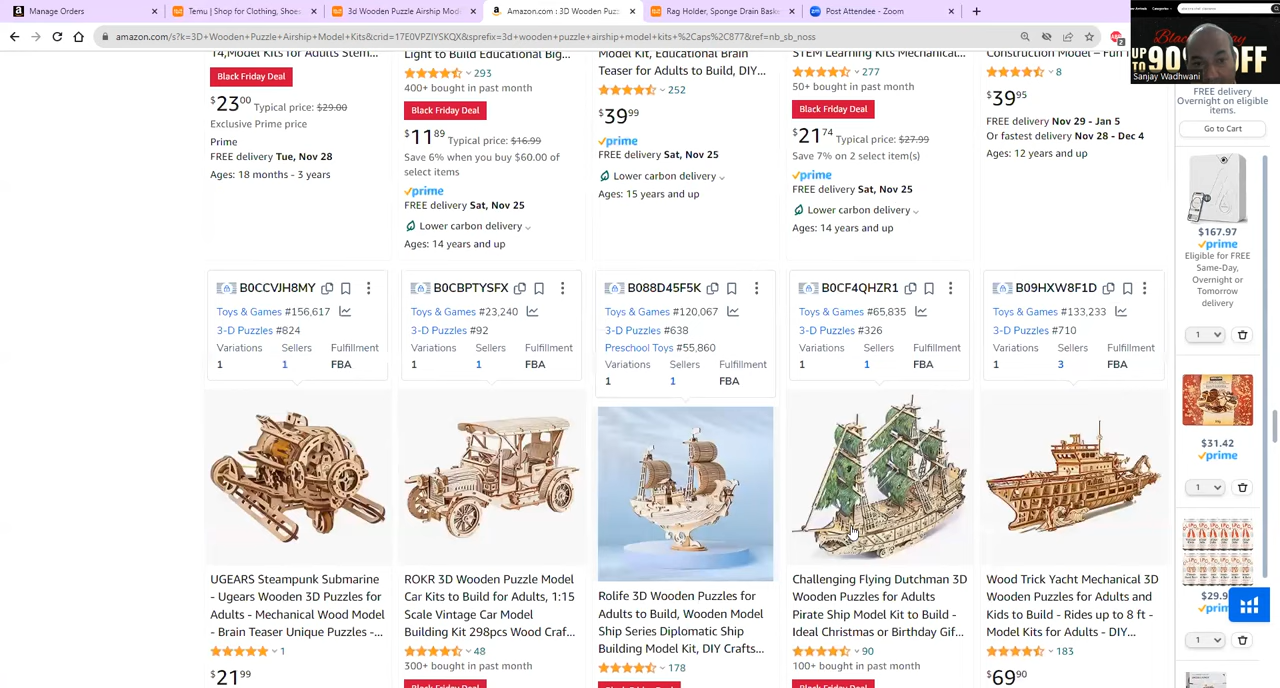 Manage Orders
Temu | Shop for Clothing, Shoes
3d Wooden Puzzle Airship Mode
Amazon.com : 3D Wooden Puz
Rag Holder, Sponge Drain Basket
Post Attendee - Zoom
amazon.com/s?k=3D+Wooden+Puzzle+Airship+Model+Kits&crid=17E0VPZIYSKQX&sprefix=3d+wooden+puzzle+airship+model+kits+%2Caps%2C877&ref=nb_sb_noss
UP TO 90% OFF
Sanjay Wadhwani
T4,Model Kits for Adults Stem...
Black Friday Deal
$23 00 Typical price: $29.00
Exclusive Prime price
Prime
FREE delivery Tue, Nov 28
Ages: 18 months - 3 years
Light to Build Educational Big...
293
400+ bought in past month
Black Friday Deal
$11 89 Typical price: $16.99
Save 6% when you buy $60.00 of
select items
prime
FREE delivery Sat, Nov 25
Lower carbon delivery
Ages: 14 years and up
Model Kit, Educational Brain
Teaser for Adults to Build, DIY...
252
$39 99
prime
FREE delivery Sat, Nov 25
Lower carbon delivery
Ages: 15 years and up
STEM Learning Kits Mechanical...
277
50+ bought in past month
Black Friday Deal
$21 74 Typical price: $27.99
Save 7% on 2 select item(s)
prime
FREE delivery Sat, Nov 25
Lower carbon delivery
Ages: 14 years and up
Construction Model – Fun
8
$39 95
FREE delivery Nov 29 - Jan 5
Or fastest delivery Nov 28 - Dec 4
Ages: 12 years and up
B0CCVJH8MY
Toys & Games #156,617
3-D Puzzles #824
Variations Sellers Fulfillment
1 1 FBA
UGEARS Steampunk Submarine
- Ugears Wooden 3D Puzzles for
Adults - Mechanical Wood Model
- Brain Teaser Unique Puzzles -...
1
$21 99
B0CBPTYSFX
Toys & Games #23,240
3-D Puzzles #92
Variations Sellers Fulfillment
1 1 FBA
ROKR 3D Wooden Puzzle Model
Car Kits to Build for Adults, 1:15
Scale Vintage Car Model
Building Kit 298pcs Wood Craf...
48
300+ bought in past month
Black Friday Deal
B088D45F5K
Toys & Games #120,067
3-D Puzzles #638
Preschool Toys #55,860
Variations Sellers Fulfillment
1 1 FBA
Rolife 3D Wooden Puzzles for
Adults to Build, Wooden Model
Ship Series Diplomatic Ship
Building Model Kit, DIY Crafts...
178
B0CF4QHZR1
Toys & Games #65,835
3-D Puzzles #326
Variations Sellers Fulfillment
1 1 FBA
Challenging Flying Dutchman 3D
Wooden Puzzles for Adults
Pirate Ship Model Kit to Build -
Ideal Christmas or Birthday Gif...
90
100+ bought in past month
Black Friday Deal
B09HXW8F1D
Toys & Games #133,233
3-D Puzzles #710
Variations Sellers Fulfillment
1 3 FBA
Wood Trick Yacht Mechanical 3D
Wooden Puzzle for Adults and
Kids to Build - Rides up to 8 ft -
Model Kits for Adults - DIY...
183
$69 90
FREE delivery
Overnight on eligible
items.
Go to Cart
$167.97
prime
Eligible for FREE
Same-Day,
Overnight or
Tomorrow
delivery
1
$31.42
prime
1
$29.9
prime
1